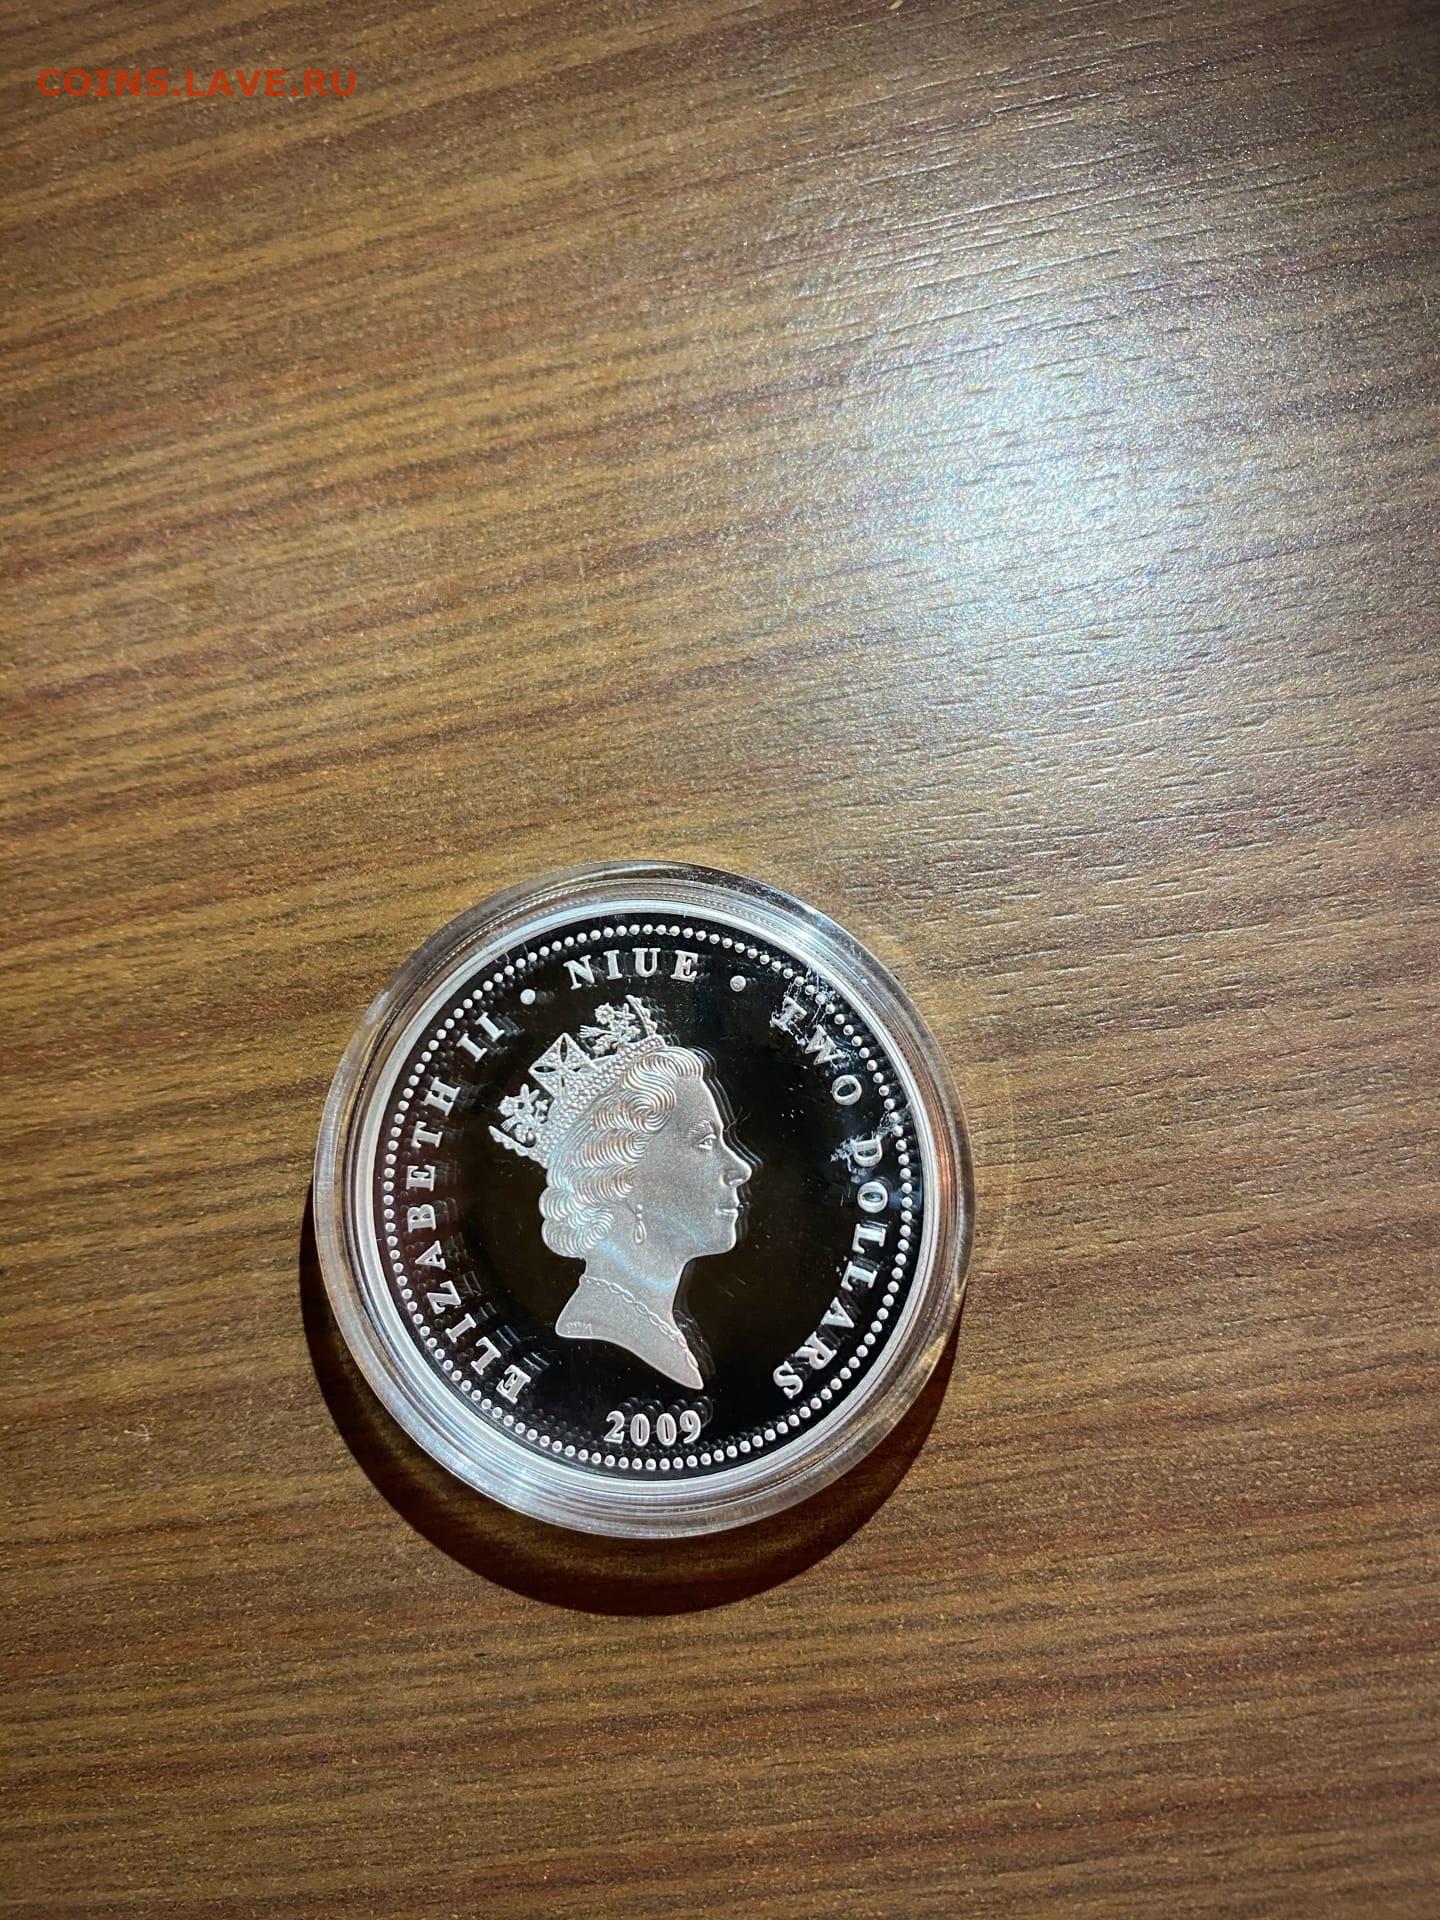 COINS.LAVE.RU
ELIZABETH II • NIUE • TWO DOLLARS
2009